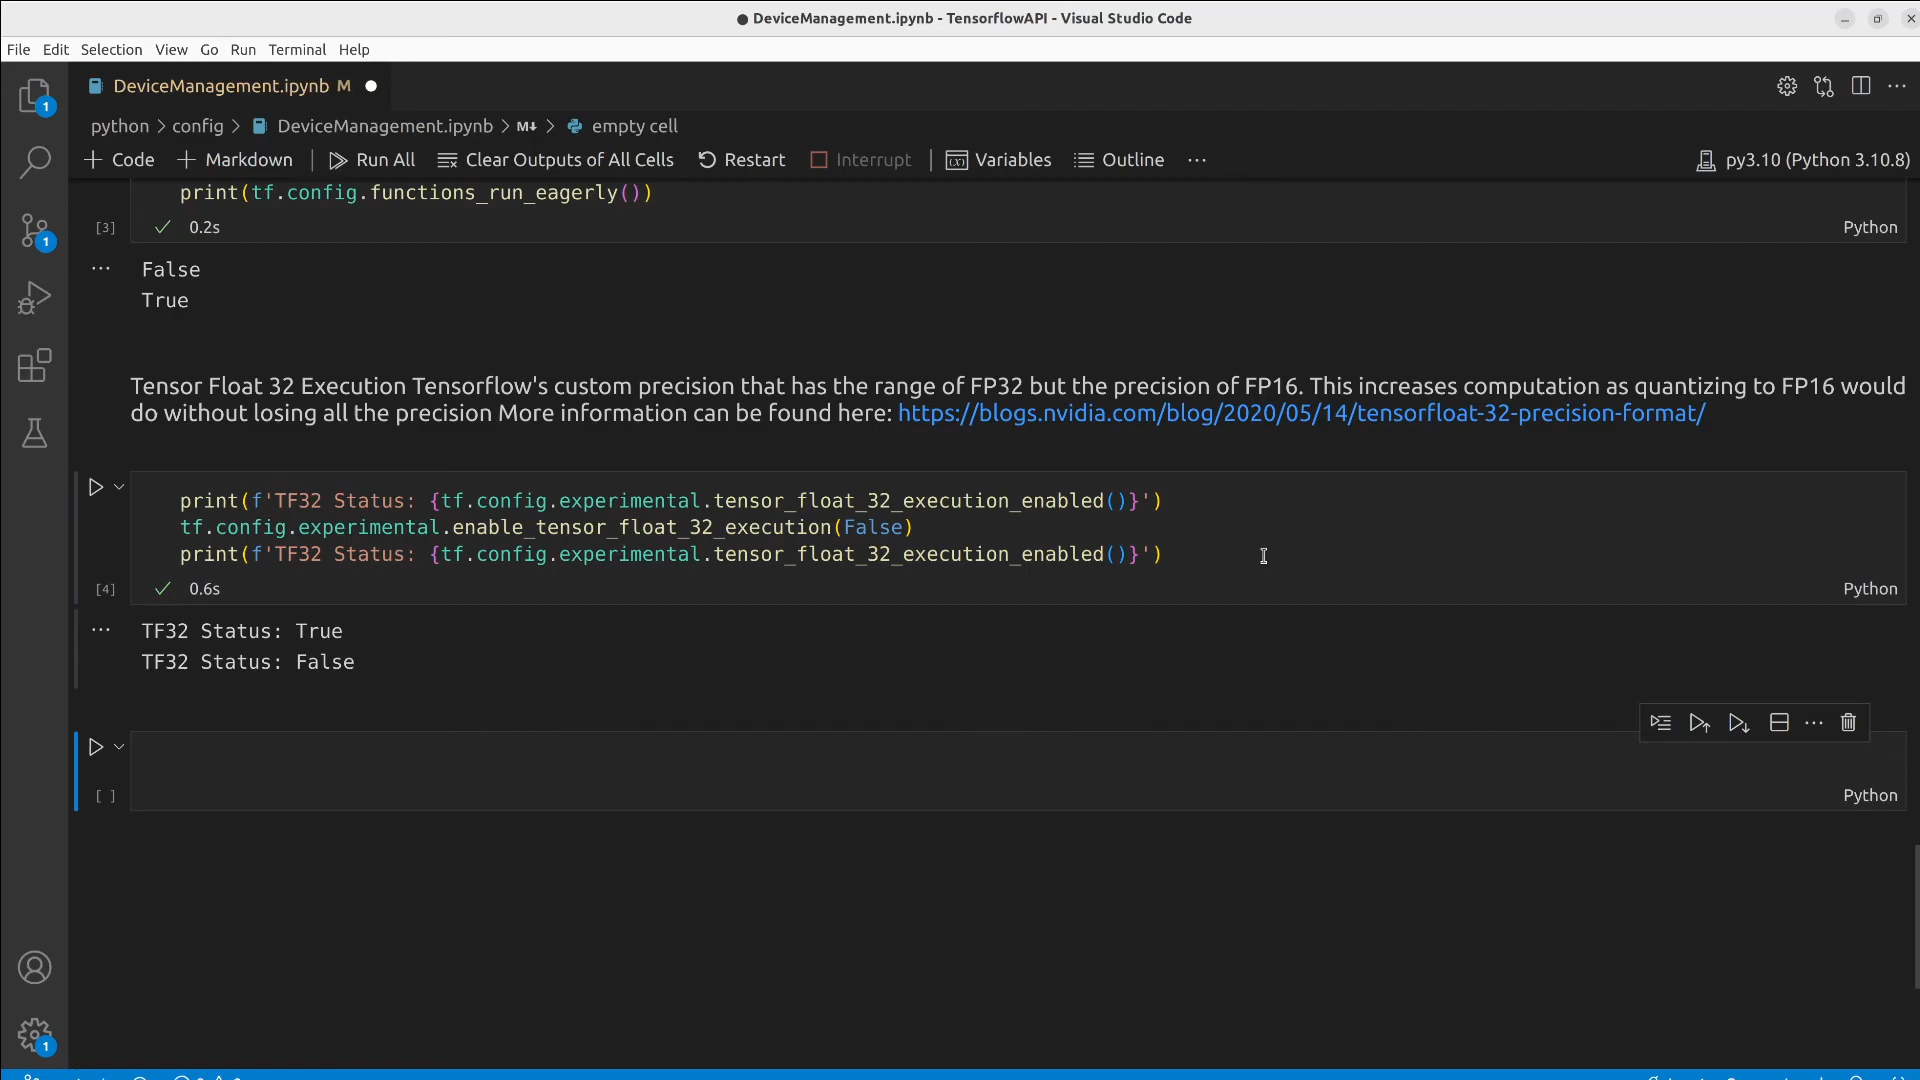 ● DeviceManagement.ipynb - TensorflowAPI - Visual Studio Code
File Edit Selection View Go Run Terminal Help
DeviceManagement.ipynb M
python > config > DeviceManagement.ipynb > M↓ > empty cell
+ Code + Markdown | Run All Clear Outputs of All Cells Restart Interrupt | Variables Outline ··· py3.10 (Python 3.10.8)
print(tf.config.functions_run_eagerly())
[3] ✓ 0.2s Python
··· False
True
Tensor Float 32 Execution Tensorflow's custom precision that has the range of FP32 but the precision of FP16. This increases computation as quantizing to FP16 would
do without losing all the precision More information can be found here: https://blogs.nvidia.com/blog/2020/05/14/tensorfloat-32-precision-format/
print(f'TF32 Status: {tf.config.experimental.tensor_float_32_execution_enabled()}')
tf.config.experimental.enable_tensor_float_32_execution(False)
print(f'TF32 Status: {tf.config.experimental.tensor_float_32_execution_enabled()}')
[4] ✓ 0.6s Python
··· TF32 Status: True
TF32 Status: False
[ ] Python
1
1
1